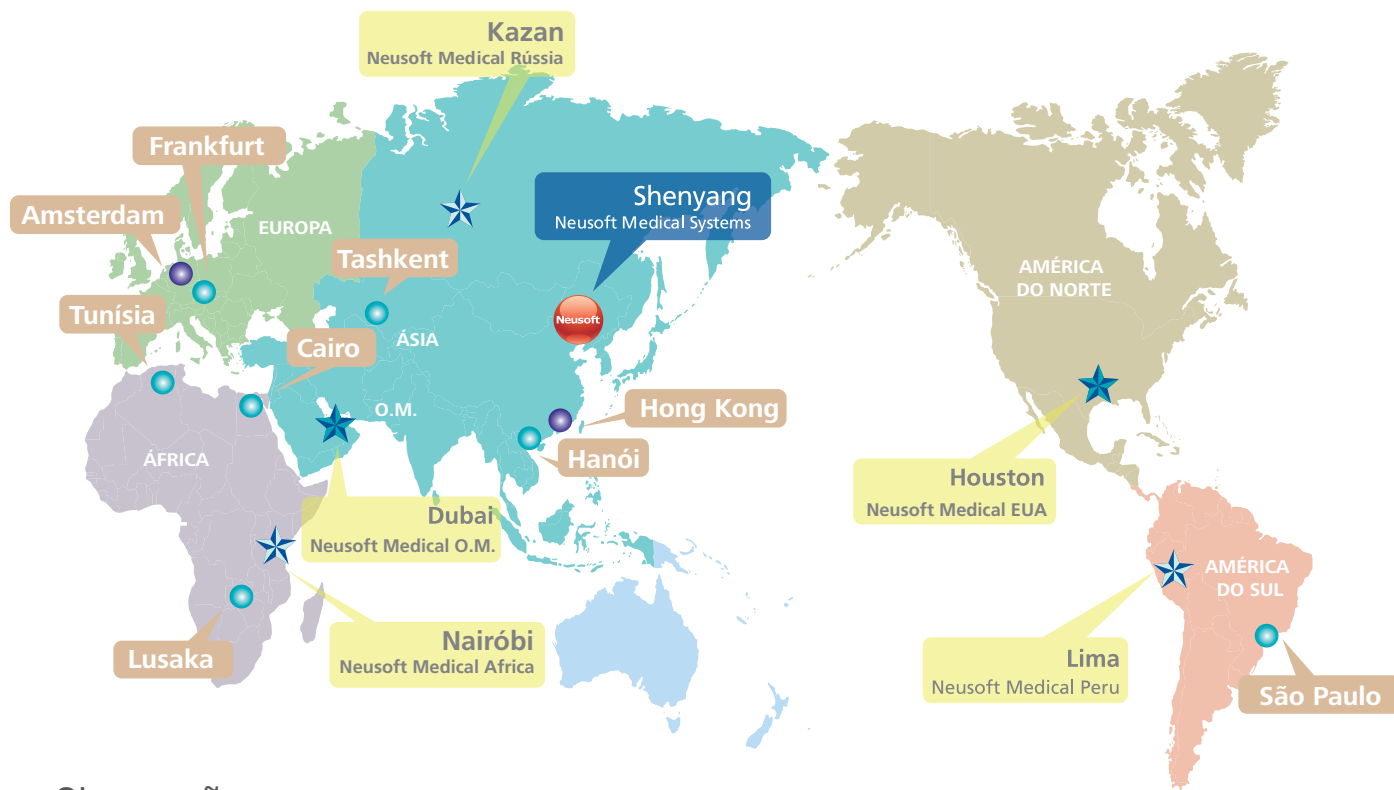 Kazan
Neusoft Medical Rússia
Frankfurt
Shenyang
Neusoft Medical Systems
Amsterdam
EUROPA
Tashkent
AMÉRICA
DO NORTE
Tunísia
Neusoft
ÁSIA
Cairo
O.M.
Hong Kong
ÁFRICA
Hanói
Houston
Neusoft Medical EUA
Dubai
Neusoft Medical O.M.
AMÉRICA
DO SUL
Nairóbi
Neusoft Medical Africa
Lusaka
Lima
Neusoft Medical Peru
São Paulo